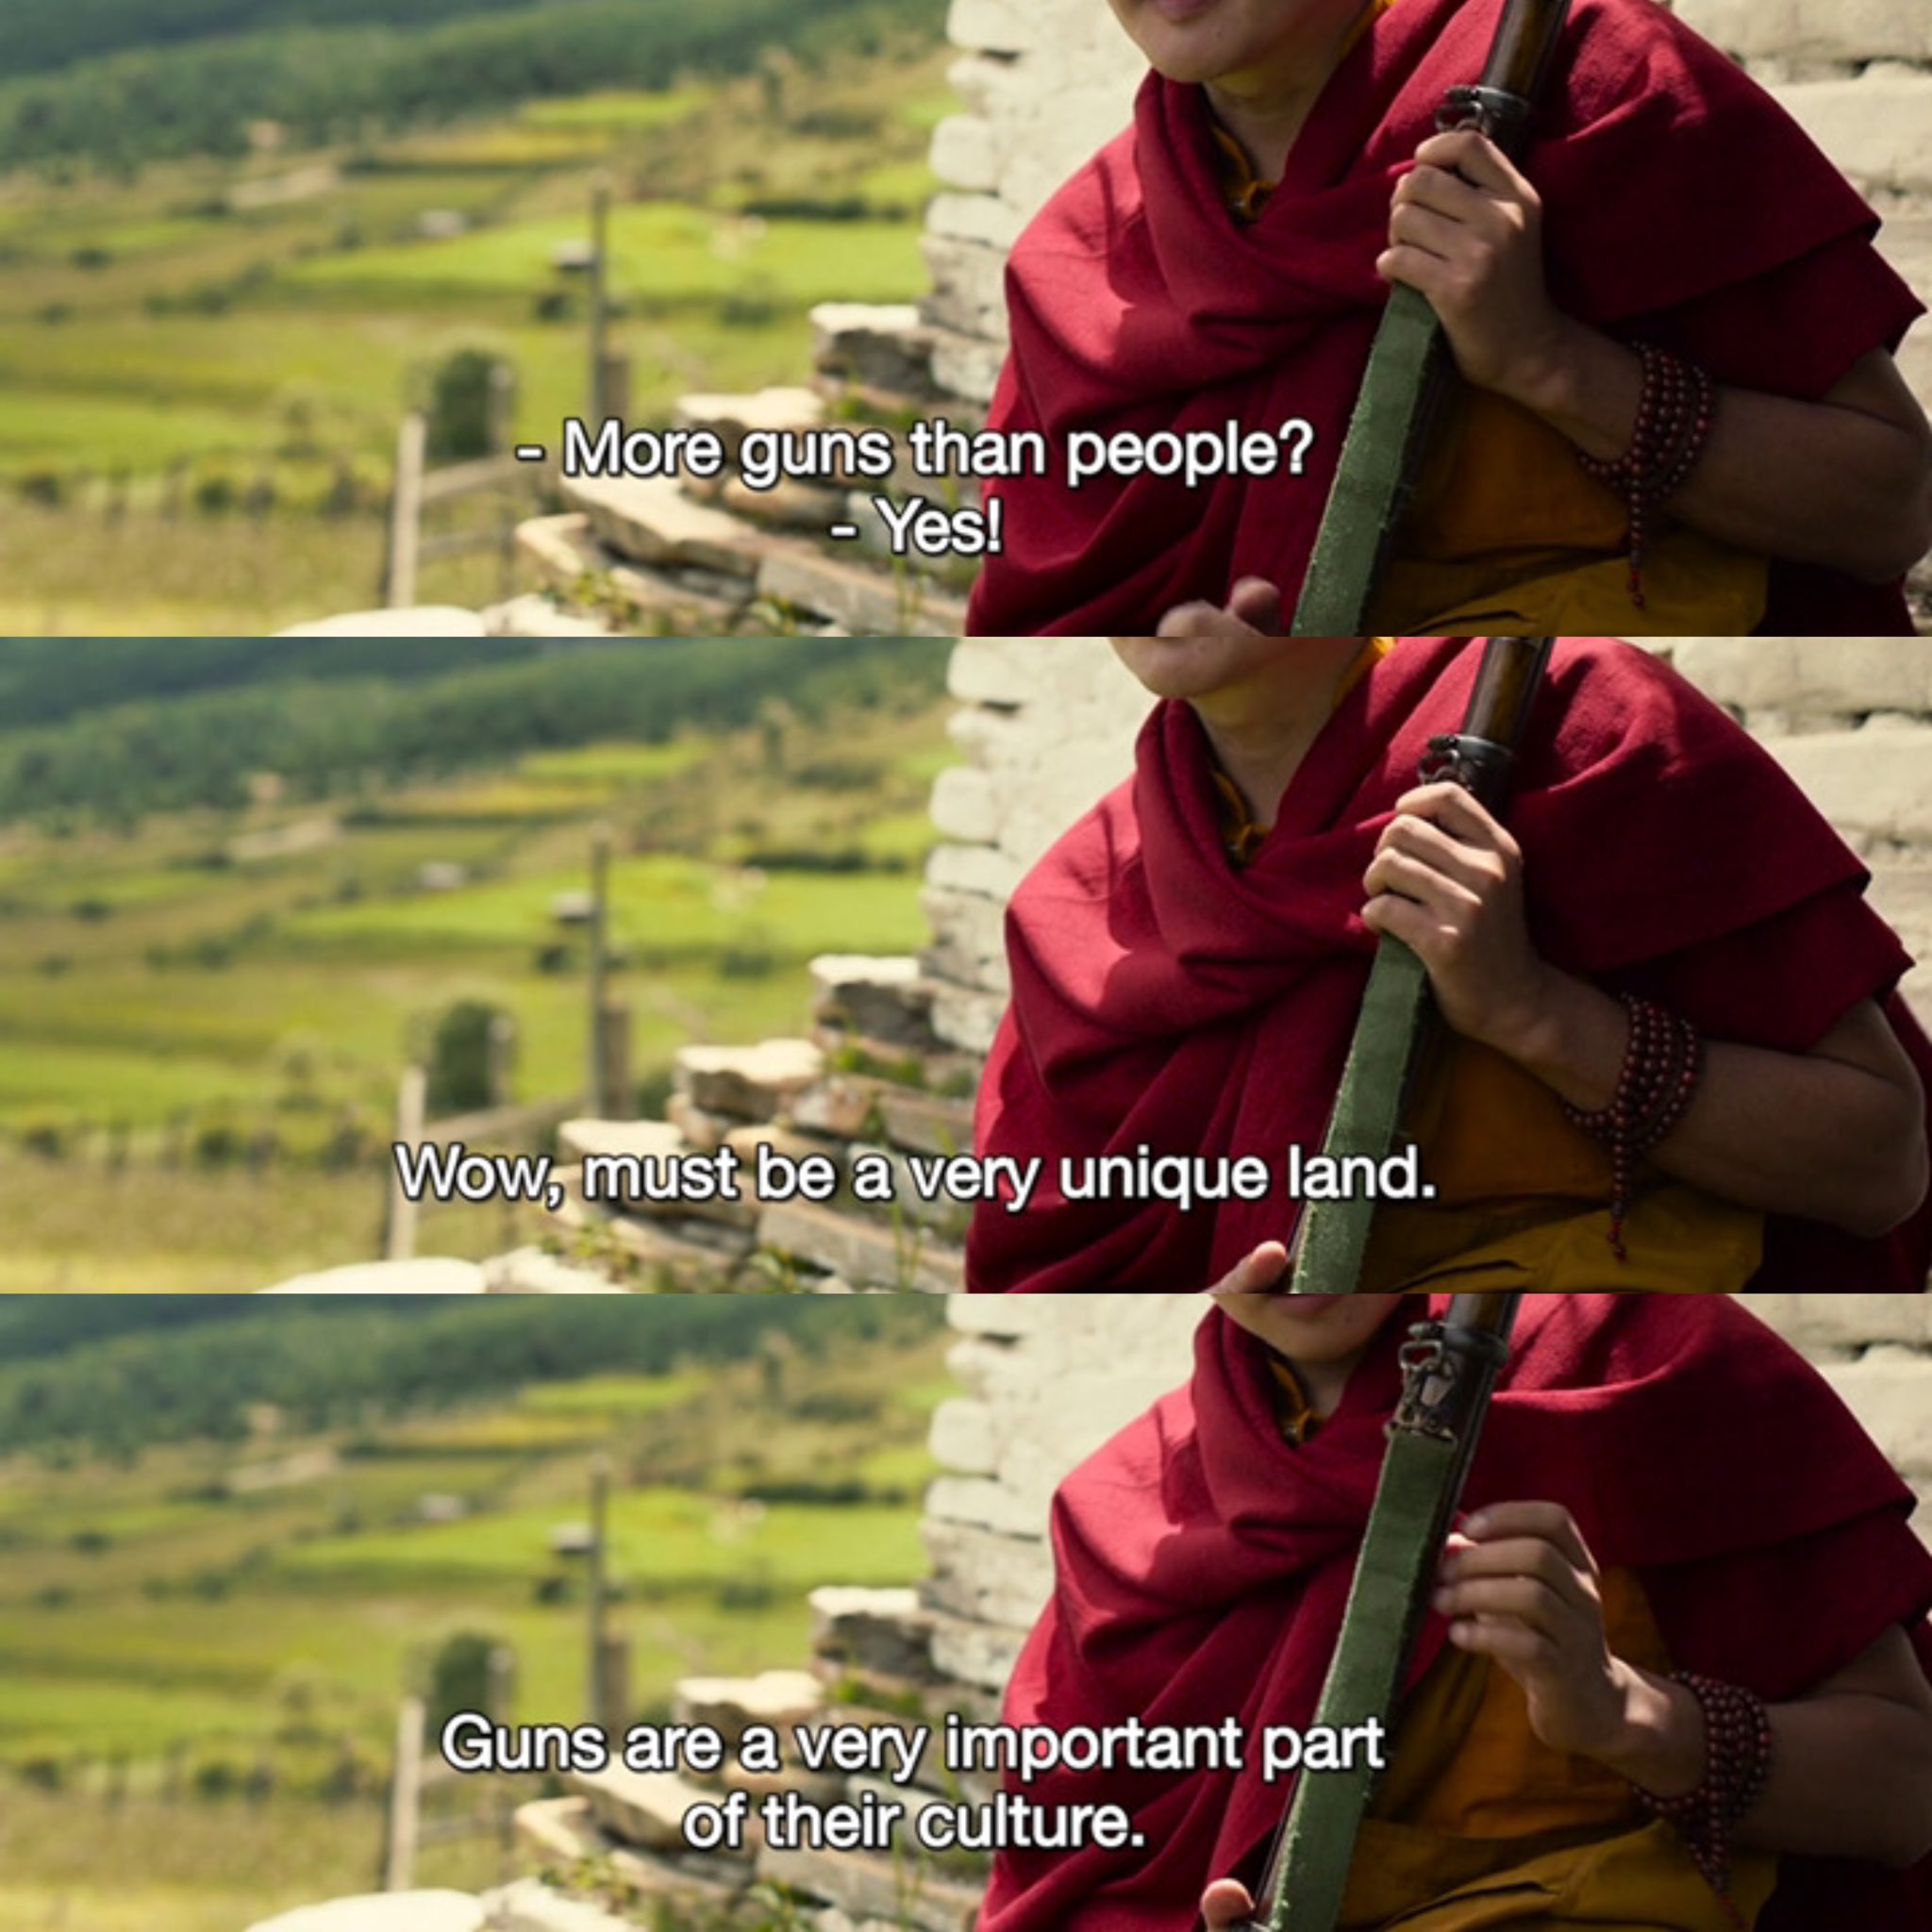 - More guns than people?
- Yes!
Wow, must be a very unique land.
Guns are a very important part
of their culture.